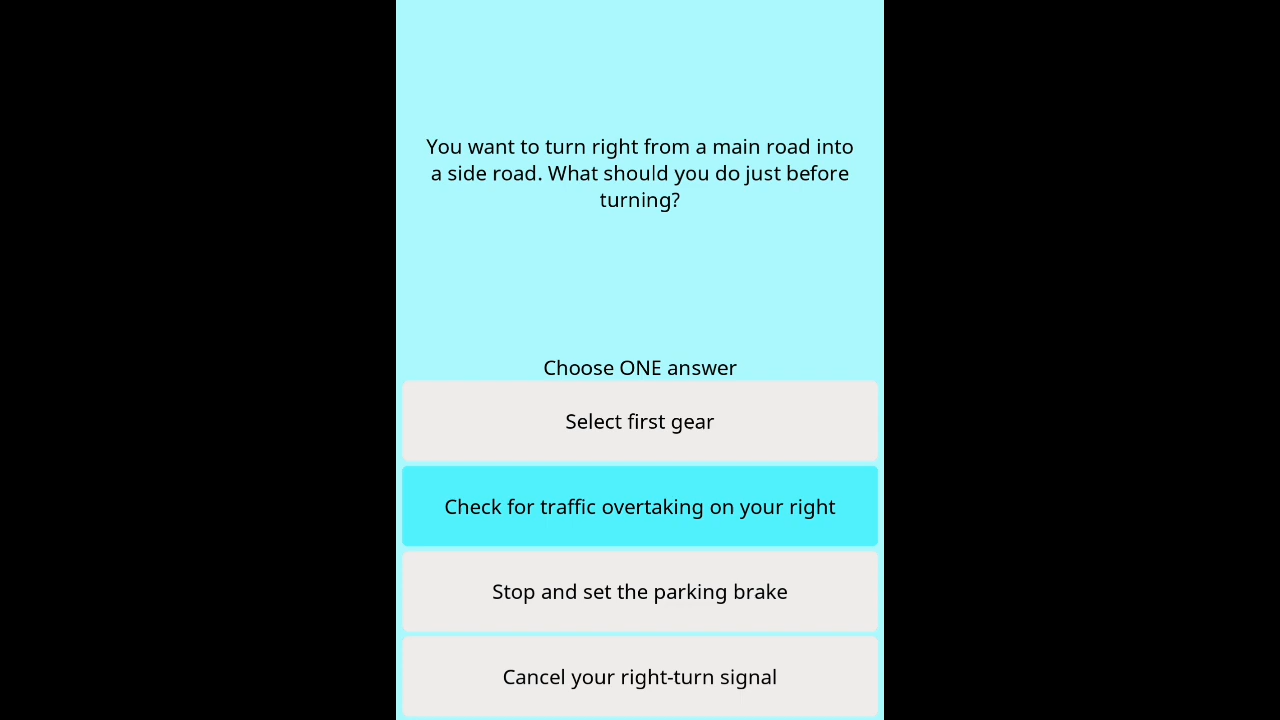 You want to turn right from a main road into
a side road. What should you do just before
turning?
Choose ONE answer
Select first gear
Check for traffic overtaking on your right
Stop and set the parking brake
Cancel your right-turn signal